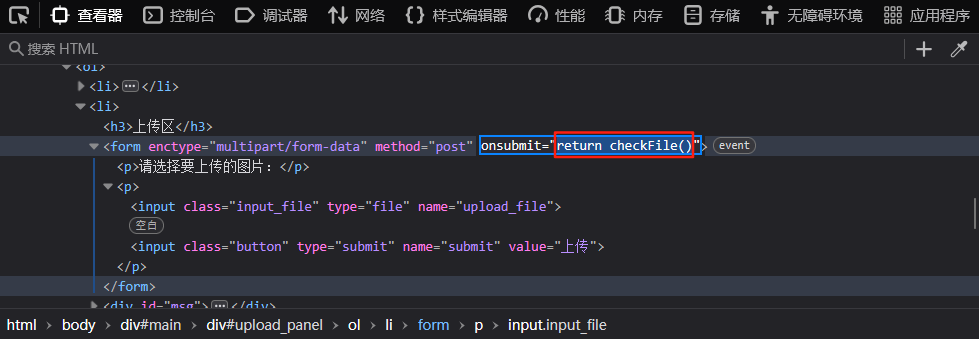 查看器 控制台 调试器 网络 样式编辑器 性能 内存 存储 无障碍环境 应用程序
搜索 HTML
<ol>
<li></li>
<li>
<h3>上传区</h3>
<form enctype="multipart/form-data" method="post" onsubmit="return checkFile()"> event
<p>请选择要上传的图片：</p>
<p>
<input class="input_file" type="file" name="upload_file">
空白
<input class="button" type="submit" name="submit" value="上传">
</p>
</form>
<div id="msg"></div>
html > body > div#main > div#upload_panel > ol > li > form > p > input.input_file